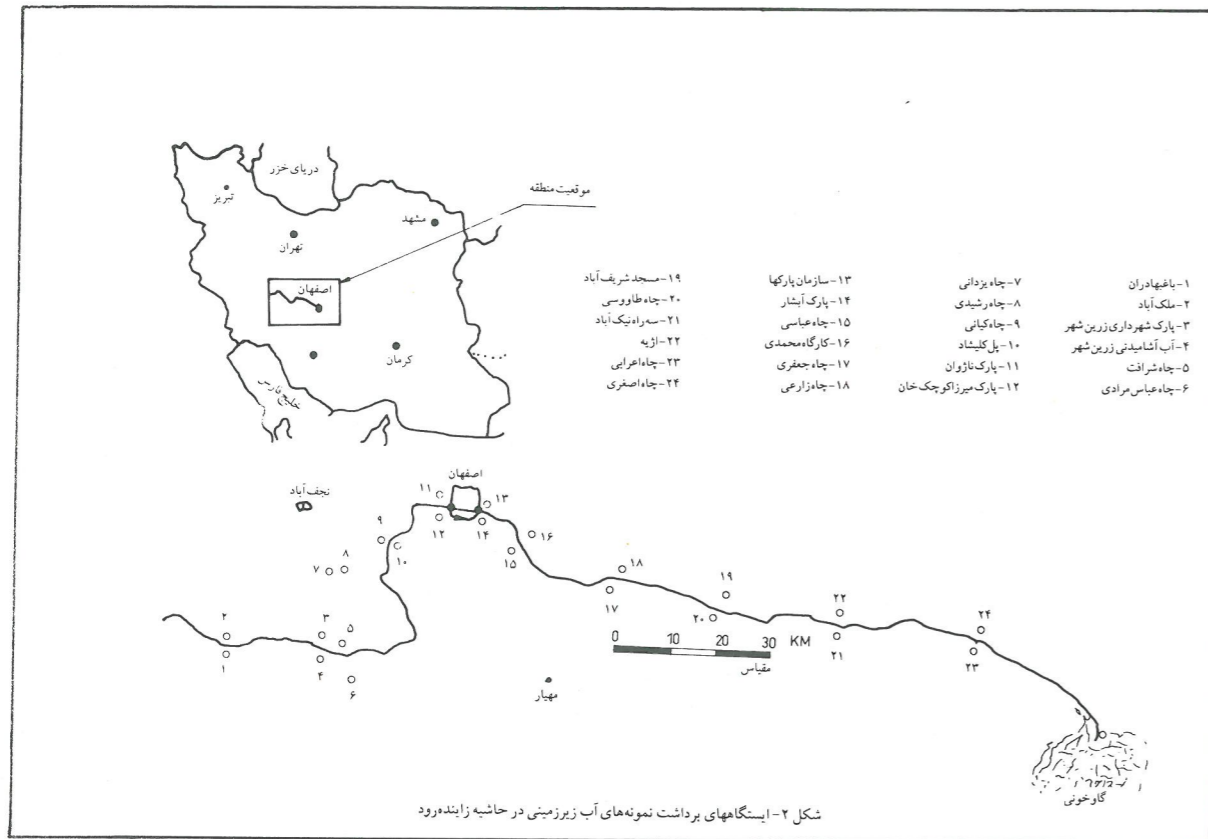 دریای خزر
تبریز
موقعیت منطقه
مشهد
تهران
اصفهان
کرمان
خلیج فارس
۱-باغبهادران
۲-ملک آباد
۳-پارک شهرداری زرین شهر
۴-آب آشامیدنی زرین شهر
۵-چاه شرافت
۶-چاه عباس مرادی
۷-چاه یزدانی
۸-چاه رشیدی
۹-چاه کیانی
۱۰-پل کلیشاد
۱۱-پارک ناژوان
۱۲-پارک میرزا کوچک خان
۱۳-سازمان پارکها
۱۴-پارک آبشار
۱۵-چاه عباسی
۱۶-کارگاه محمدی
۱۷-چاه جعفری
۱۸-چاه زارعی
۱۹-مسجد شریف آباد
۲۰-چاه طاووسی
۲۱-سه راه نیک آباد
۲۲-اژیه
۲۳-چاه اعرابی
۲۴-چاه اصغری
اصفهان
نجف آباد
۱۱
۱۳
۹
۱۲
۱۴
۱۶
۱۰
۱۵
۸
۷
۱۸
۱۷
۱۹
۲۰
۲۲
۲۱
۲۴
۲۳
۲
۳
۵
۱
۴
۶
0 10 20 30 KM
مقیاس
مهیار
گاوخونی
شکل ۲- ایستگاههای برداشت نمونه‌های آب زیرزمینی در حاشیه زاینده‌رود